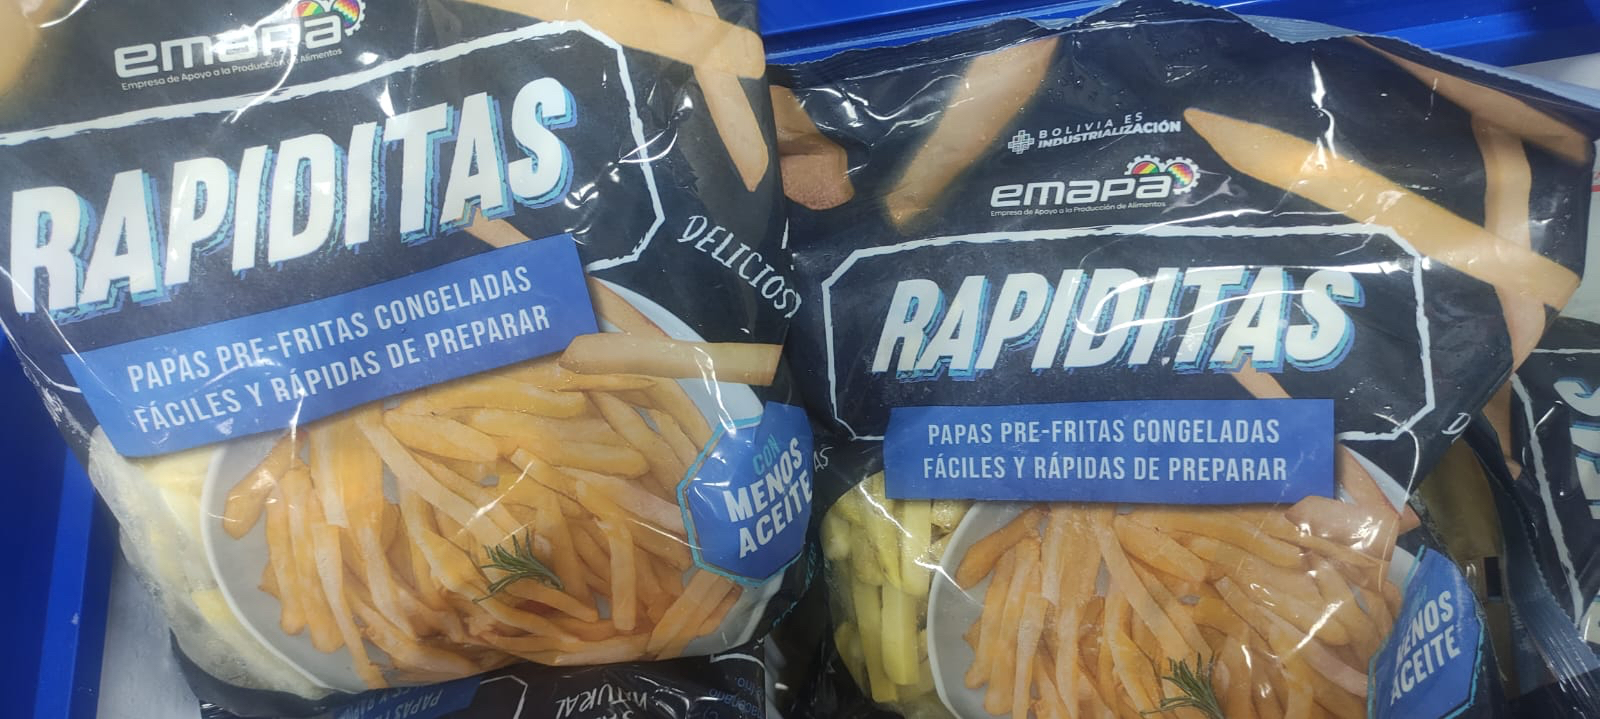 emapa
Empresa de Apoyo a la Producción de Alimentos
RAPIDITAS
PAPAS PRE-FRITAS CONGELADAS
FÁCILES Y RÁPIDAS DE PREPARAR
CON
MENOS
ACEITE
BOLIVIA ES
INDUSTRIALIZACIÓN
emapa
Empresa de Apoyo a la Producción de Alimentos
RAPIDITAS
PAPAS PRE-FRITAS CONGELADAS
FÁCILES Y RÁPIDAS DE PREPARAR
MENOS
ACEITE
NATURAL